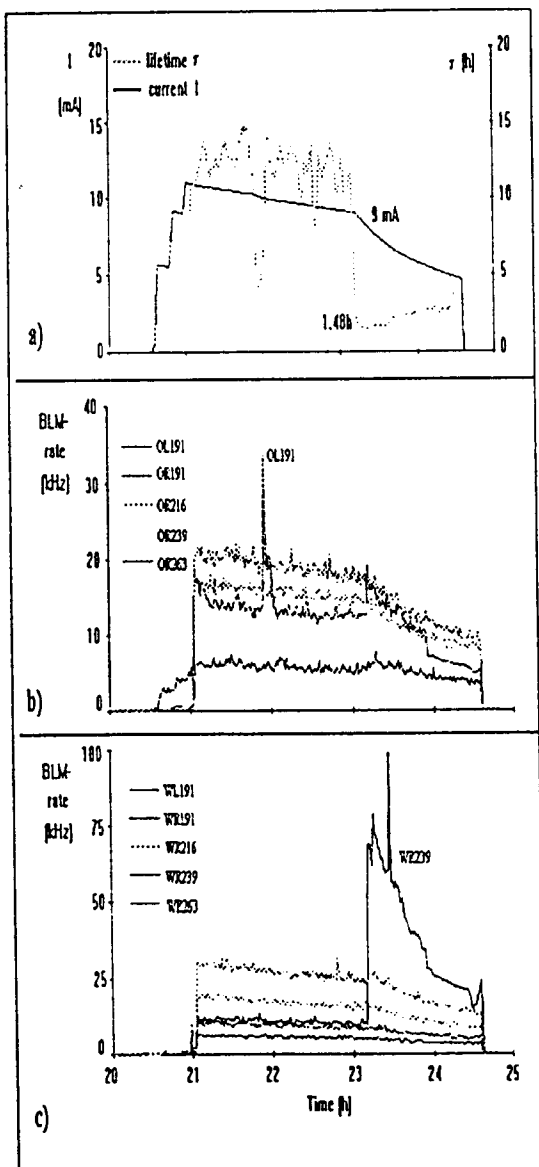 I
[mA]
20
15
10
5
0
lifetime τ
current I
τ [h]
20
15
10
5
0
9 mA
1.48h
a)
BLM-
rate
[kHz]
40
30
20
10
0
OL191
OR191
OR216
OR239
OR263
OL191
b)
BLM-
rate
[kHz]
100
75
50
25
0
WL191
WR191
WR216
WR239
WR263
WR239
20 21 22 23 24 25
Time [h]
c)